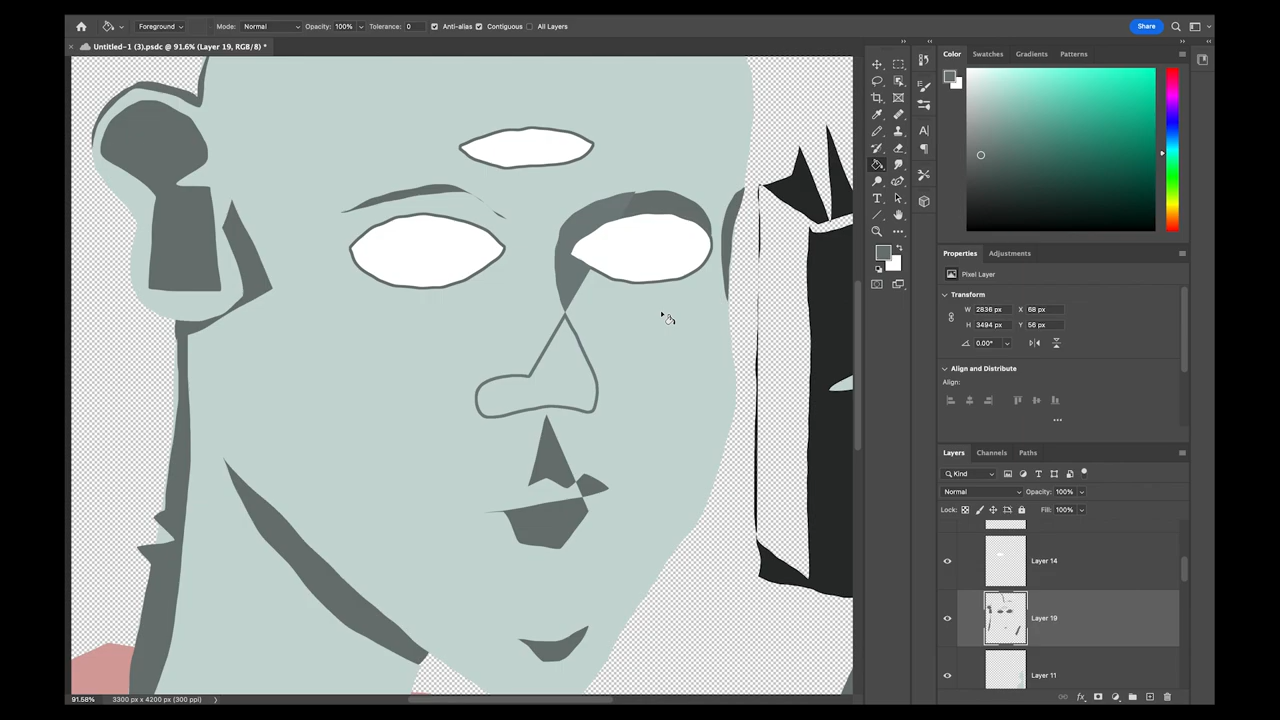 Foreground
Mode: Normal
Opacity: 100%
Tolerance: 0
Anti-alias
Contiguous
All Layers
Share
Untitled-1 (3).psdc @ 91.6% (Layer 19, RGB/8) *
Color
Swatches
Gradients
Patterns
Properties
Adjustments
Pixel Layer
Transform
W 2836 px X 68 px
H 3494 px Y 56 px
0.00°
Align and Distribute
Align:
Layers
Channels
Paths
Kind
Normal
Opacity: 100%
Lock:
Fill: 100%
Layer 14
Layer 19
Layer 11
fx
91.58%
3300 px x 4200 px (300 ppi)